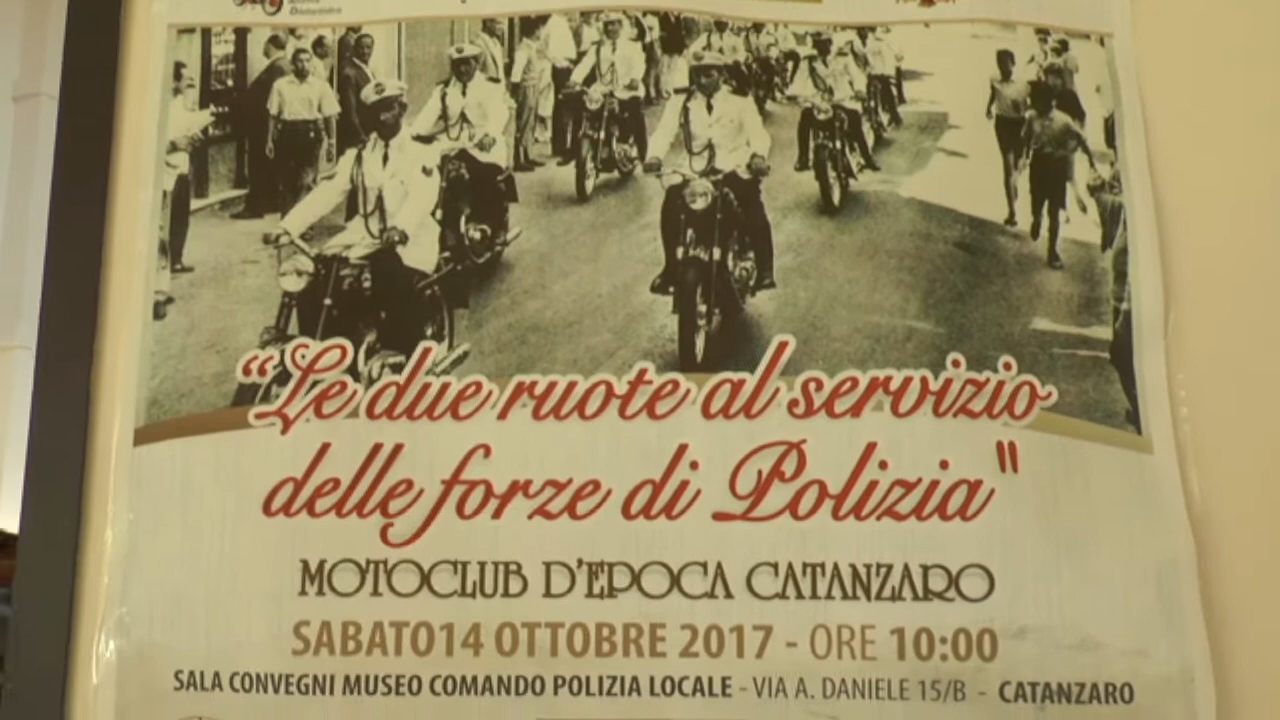 "Le due ruote al servizio
delle forze di Polizia"
MOTOCLUB D'EPOCA CATANZARO
SABATO14 OTTOBRE 2017 - ORE 10:00
SALA CONVEGNI MUSEO COMANDO POLIZIA LOCALE - VIA A. DANIELE 15/B - CATANZARO